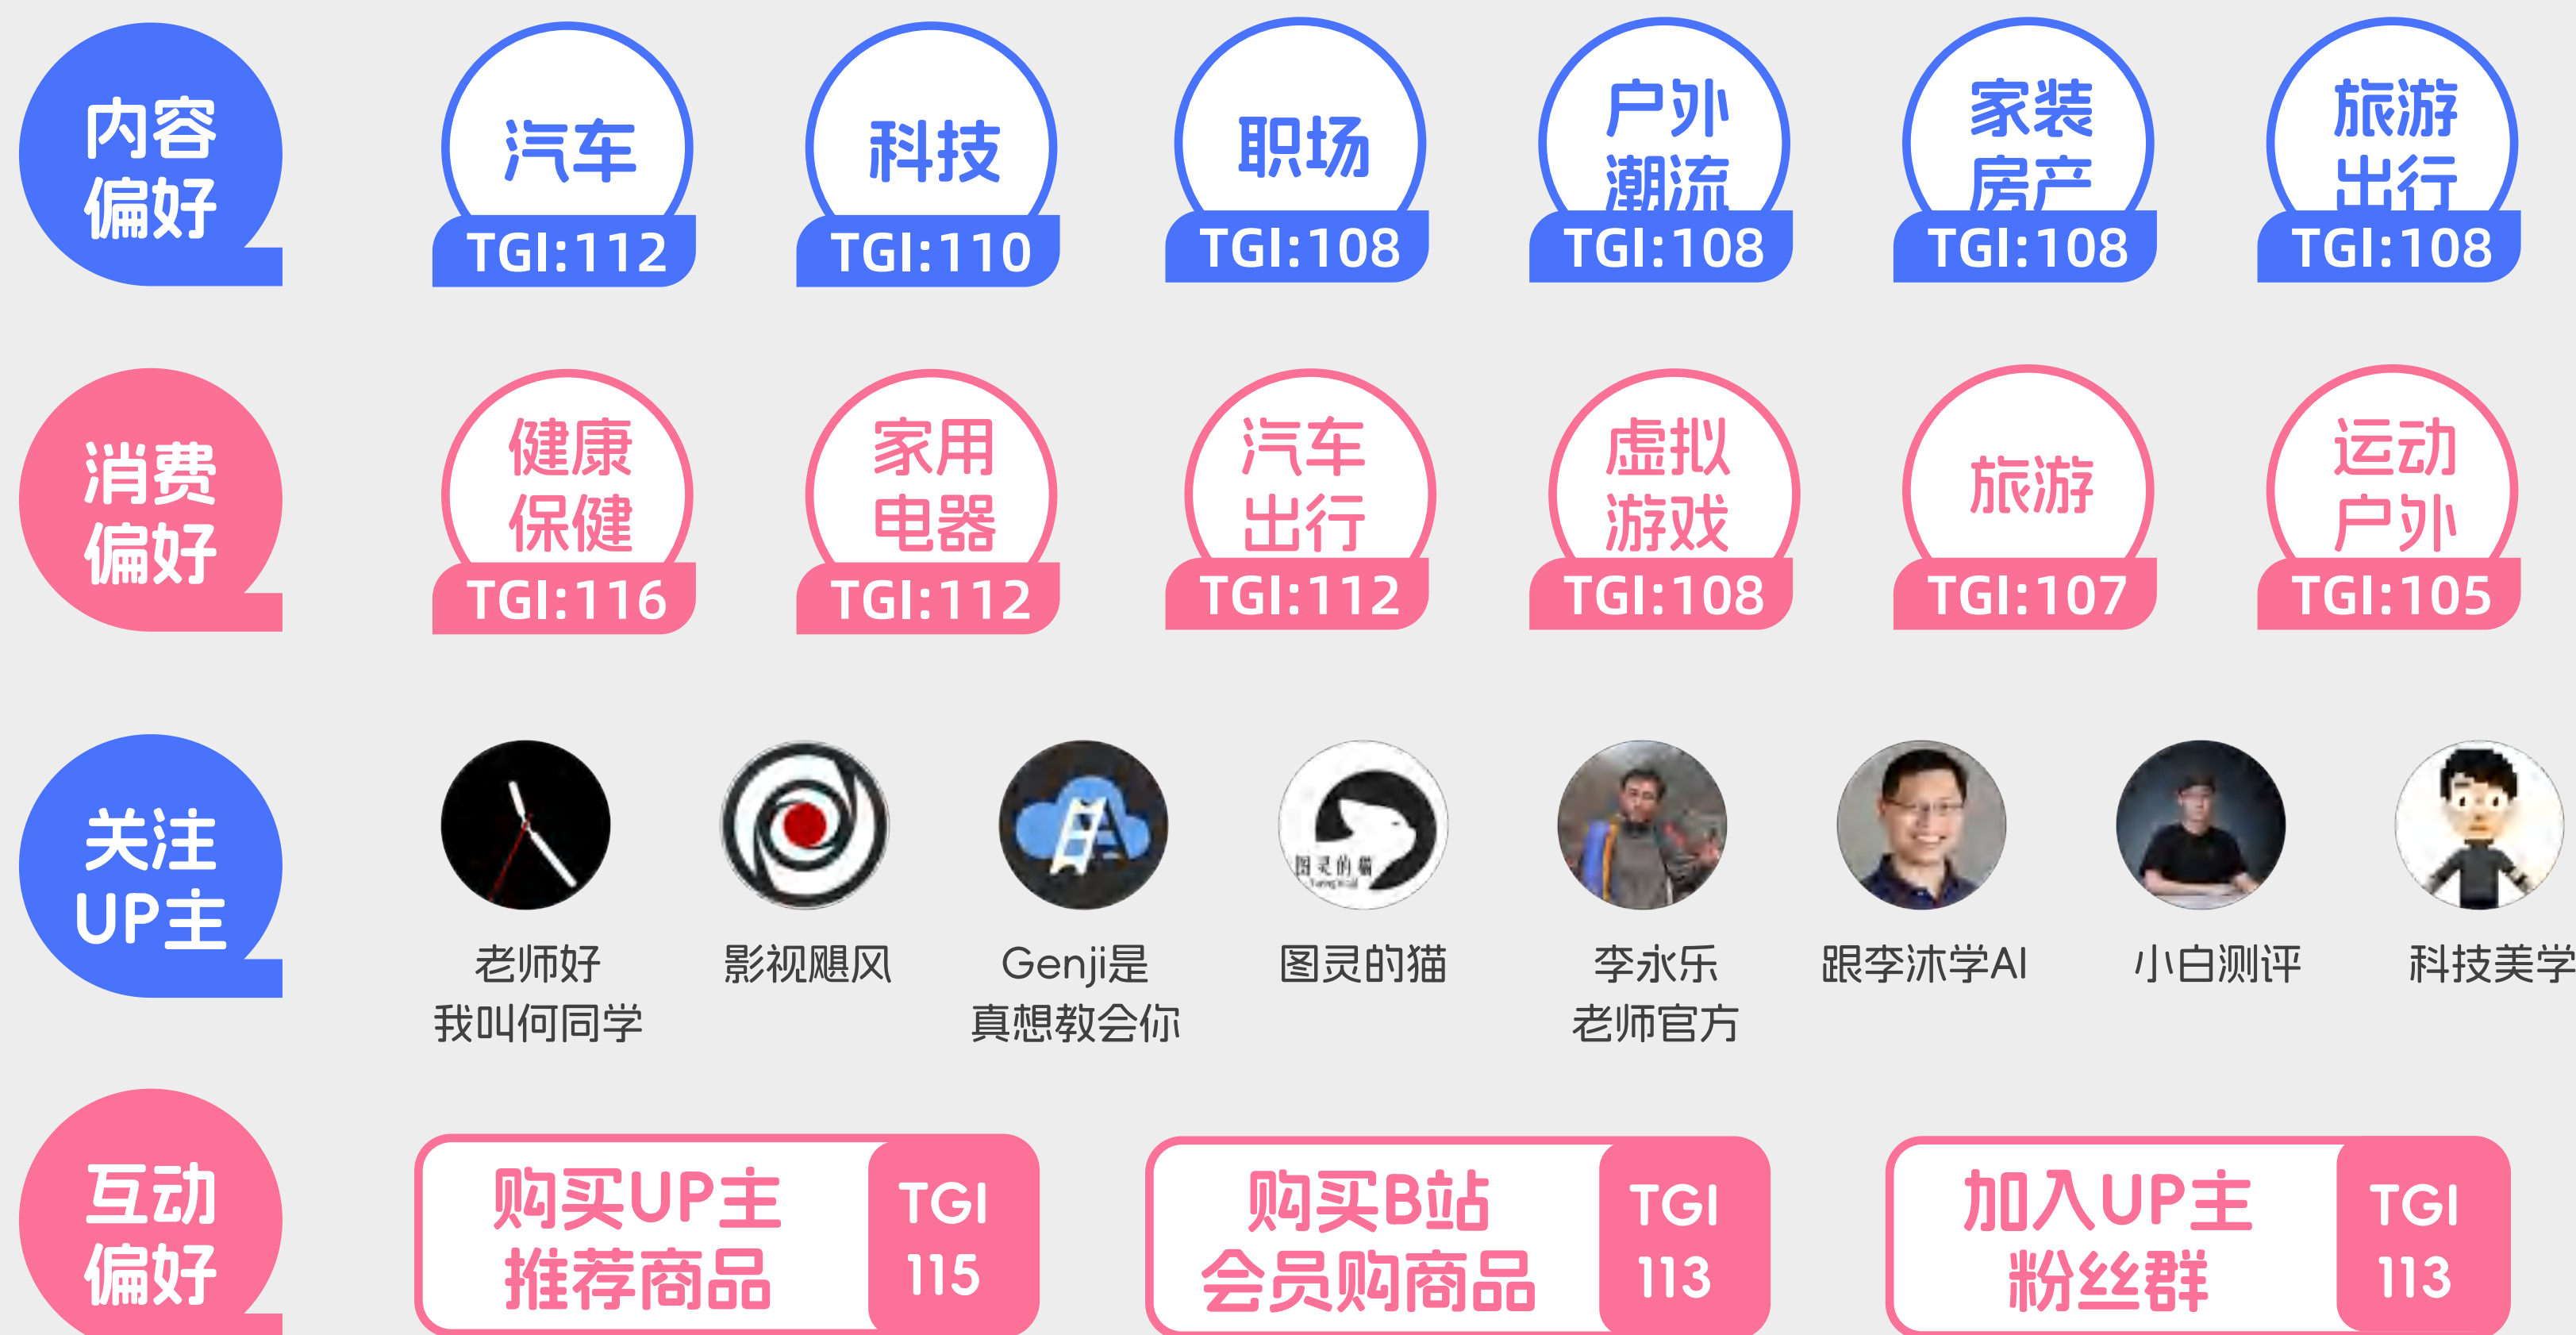 内容
偏好
汽车
TGI:112
科技
TGI:110
职场
TGI:108
户外
潮流
TGI:108
家装
房产
TGI:108
旅游
出行
TGI:108
消费
偏好
健康
保健
TGI:116
家用
电器
TGI:112
汽车
出行
TGI:112
虚拟
游戏
TGI:108
旅游
TGI:107
运动
户外
TGI:105
关注
UP主
图灵的猫
老师好
我叫何同学
影视飓风
Genji是
真想教会你
图灵的猫
李永乐
老师官方
跟李沐学AI
小白测评
科技美学
互动
偏好
购买UP主
推荐商品
TGI
115
购买B站
会员购商品
TGI
113
加入UP主
粉丝群
TGI
113